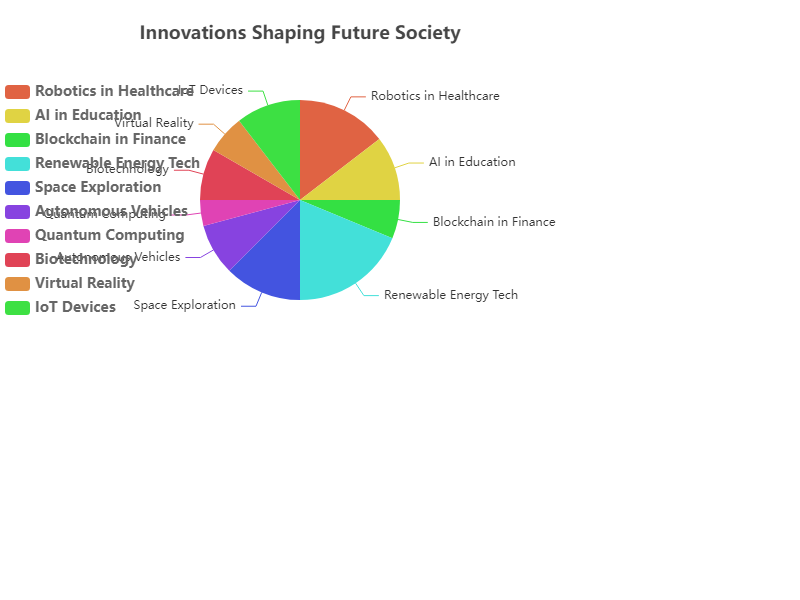 Innovations Shaping Future Society
Robotics in Healthcare
AI in Education
Blockchain in Finance
Renewable Energy Tech
Space Exploration
Autonomous Vehicles
Quantum Computing
Biotechnology
Virtual Reality
IoT Devices
Robotics in Healthcare
AI in Education
Blockchain in Finance
Renewable Energy Tech
Space Exploration
Autonomous Vehicles
Quantum Computing
Biotechnology
Virtual Reality
IoT Devices